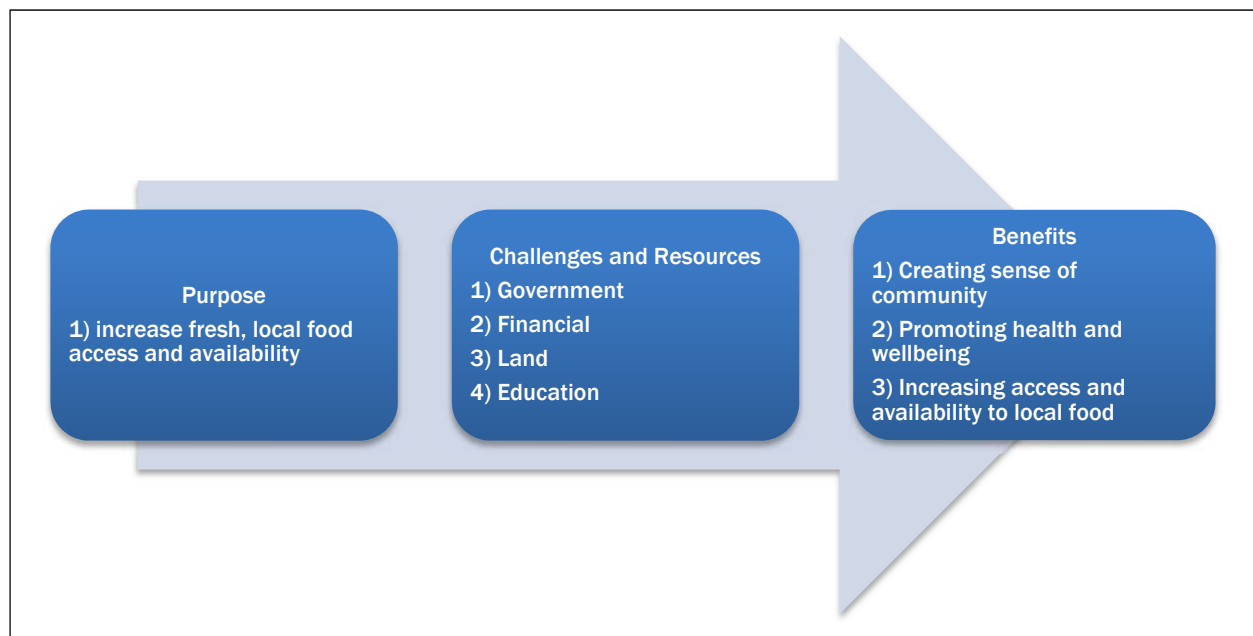 Purpose
1) increase fresh, local food
access and availability
Challenges and Resources
1) Government
2) Financial
3) Land
4) Education
Benefits
1) Creating sense of
community
2) Promoting health and
wellbeing
3) Increasing access and
availability to local food